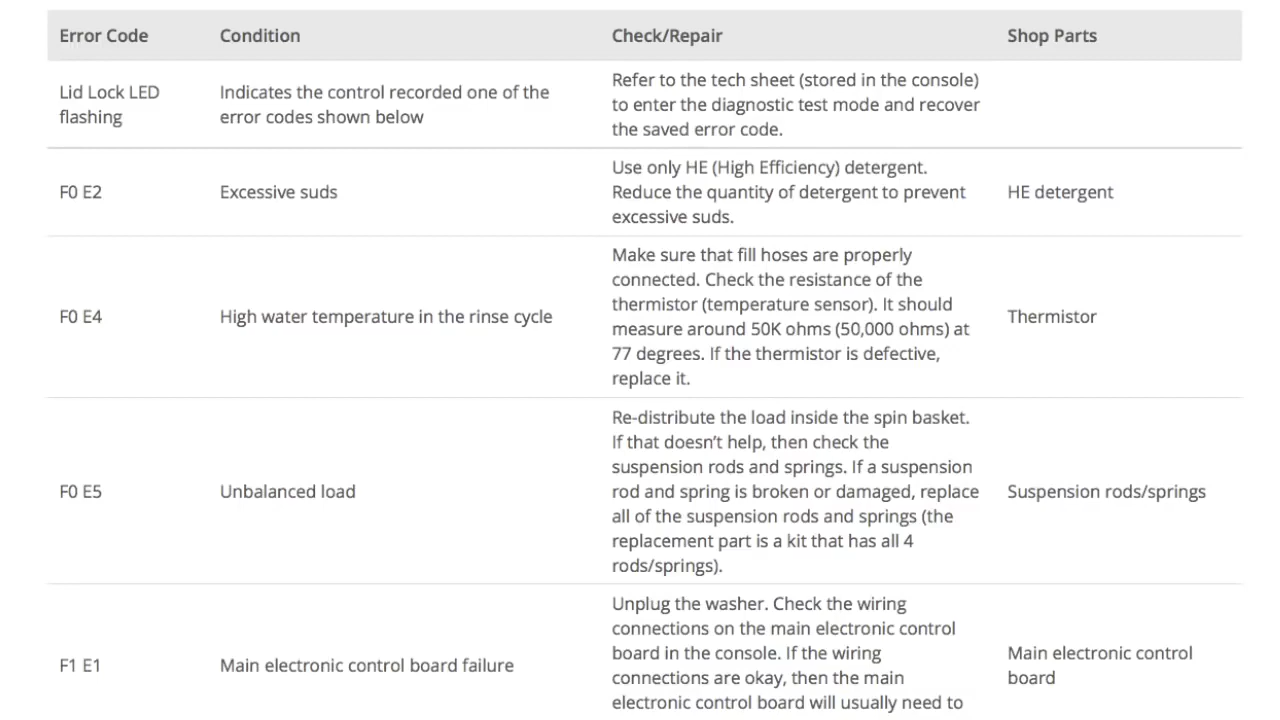 Error Code Condition Check/Repair Shop Parts
Lid Lock LED
flashing
Indicates the control recorded one of the
error codes shown below
Refer to the tech sheet (stored in the console)
to enter the diagnostic test mode and recover
the saved error code.
F0 E2
Excessive suds
Use only HE (High Efficiency) detergent.
Reduce the quantity of detergent to prevent
excessive suds.
HE detergent
F0 E4
High water temperature in the rinse cycle
Make sure that fill hoses are properly
connected. Check the resistance of the
thermistor (temperature sensor). It should
measure around 50K ohms (50,000 ohms) at
77 degrees. If the thermistor is defective,
replace it.
Thermistor
F0 E5
Unbalanced load
Re-distribute the load inside the spin basket.
If that doesn't help, then check the
suspension rods and springs. If a suspension
rod and spring is broken or damaged, replace
all of the suspension rods and springs (the
replacement part is a kit that has all 4
rods/springs).
Suspension rods/springs
F1 E1
Main electronic control board failure
Unplug the washer. Check the wiring
connections on the main electronic control
board in the console. If the wiring
connections are okay, then the main
electronic control board will usually need to
Main electronic control
board